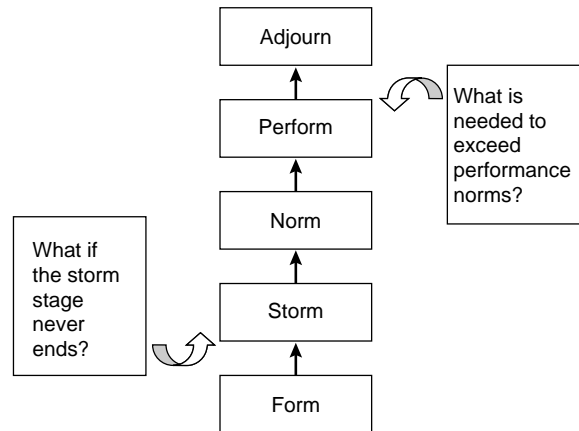 Adjourn
Perform
What is
needed to
exceed
performance
norms?
Norm
What if
the storm
stage
never
ends?
Storm
Form